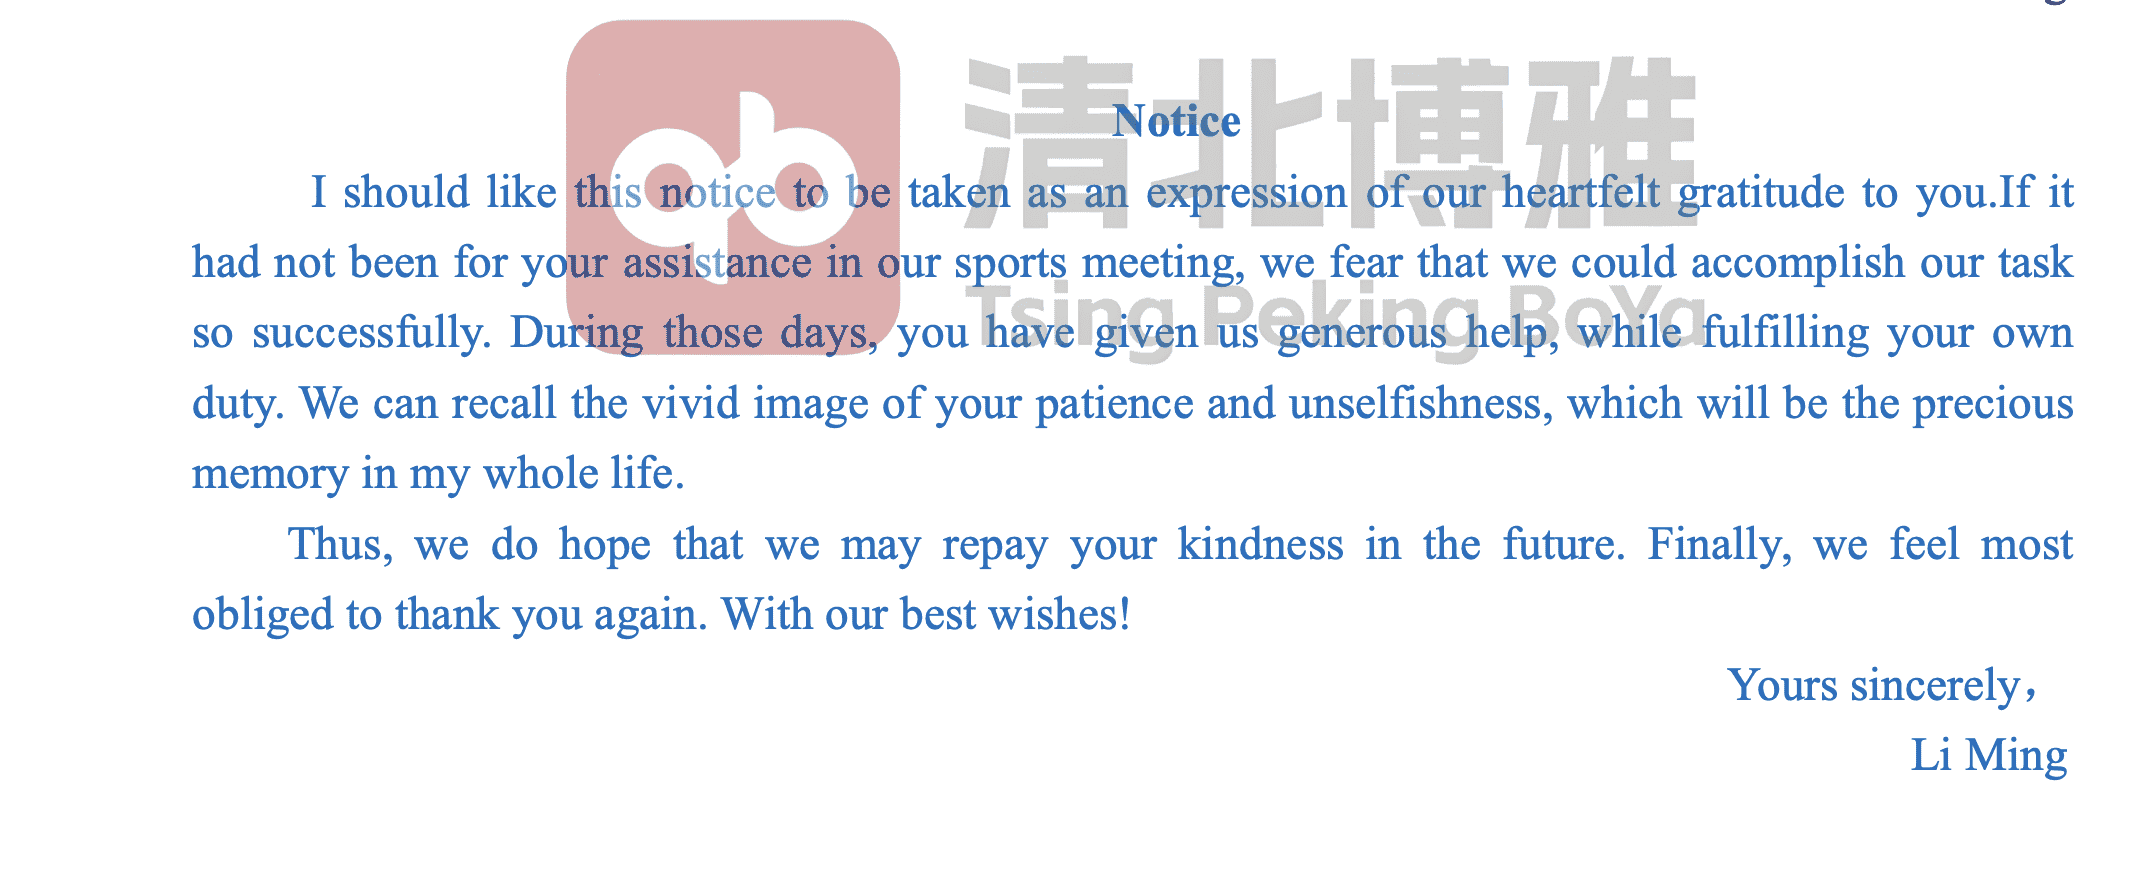 清北博雅
Tsing Peking BoYa
Notice
I should like this notice to be taken as an expression of our heartfelt gratitude to you.If it
had not been for your assistance in our sports meeting, we fear that we could accomplish our task
so successfully. During those days, you have given us generous help, while fulfilling your own
duty. We can recall the vivid image of your patience and unselfishness, which will be the precious
memory in my whole life.
Thus, we do hope that we may repay your kindness in the future. Finally, we feel most
obliged to thank you again. With our best wishes!
Yours sincerely，
Li Ming